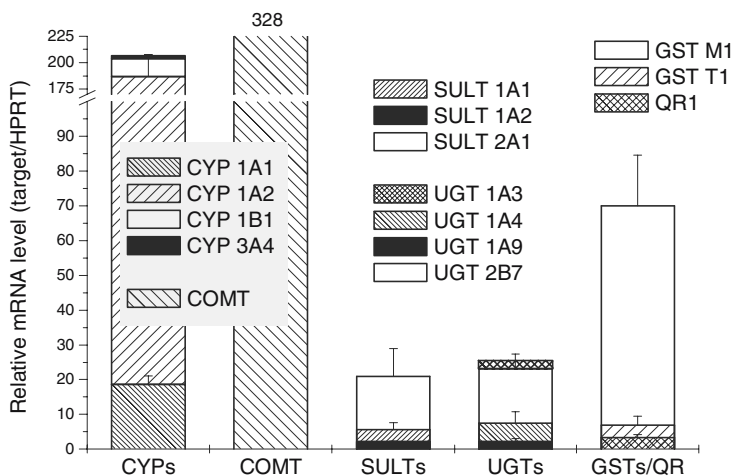 328
Relative mRNA level (target/HPRT)
225
200
175
90
80
70
60
50
40
30
20
10
0
CYP 1A1
CYP 1A2
CYP 1B1
CYP 3A4
COMT
SULT 1A1
SULT 1A2
SULT 2A1
UGT 1A3
UGT 1A4
UGT 1A9
UGT 2B7
GST M1
GST T1
QR1
CYPs COMT SULTs UGTs GSTs/QR